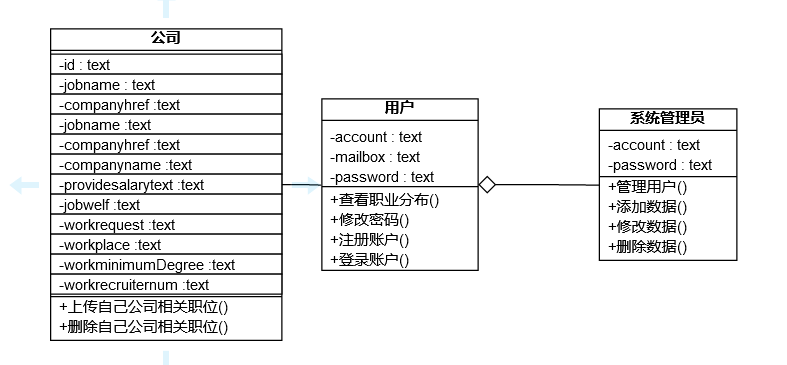 公司
-id : text
-jobname : text
-companyhref :text
-jobname :text
-companyhref :text
-companyname :text
-providesalarytext :text
-jobwelf :text
-workrequest :text
-workplace :text
-workminimumDegree :text
-workrecruiternum :text
+上传自己公司相关职位()
+删除自己公司相关职位()
用户
-account : text
-mailbox : text
-password : text
+查看职业分布()
+修改密码()
+注册账户()
+登录账户()
系统管理员
-account : text
-password : text
+管理用户()
+添加数据()
+修改数据()
+删除数据()